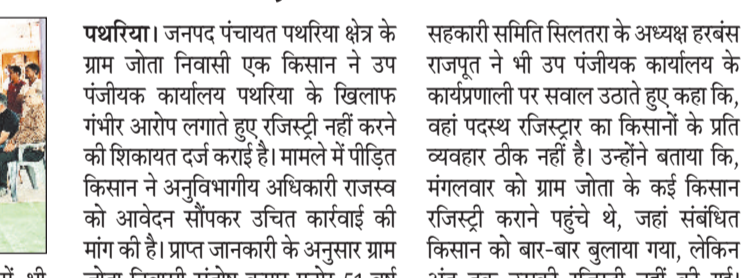 पथरिया। जनपद पंचायत पथरिया क्षेत्र के
ग्राम जोता निवासी एक किसान ने उप
पंजीयक कार्यालय पथरिया के खिलाफ
गंभीर आरोप लगाते हुए रजिस्ट्री नहीं करने
की शिकायत दर्ज कराई है। मामले में पीड़ित
किसान ने अनुविभागीय अधिकारी राजस्व
को आवेदन सौंपकर उचित कार्रवाई की
मांग की है। प्राप्त जानकारी के अनुसार ग्राम
सहकारी समिति सिलतरा के अध्यक्ष हरबंस
राजपूत ने भी उप पंजीयक कार्यालय के
कार्यप्रणाली पर सवाल उठाते हुए कहा कि,
वहां पदस्थ रजिस्ट्रार का किसानों के प्रति
व्यवहार ठीक नहीं है। उन्होंने बताया कि,
मंगलवार को ग्राम जोता के कई किसान
रजिस्ट्री कराने पहुंचे थे, जहां संबंधित
किसान को बार-बार बुलाया गया, लेकिन